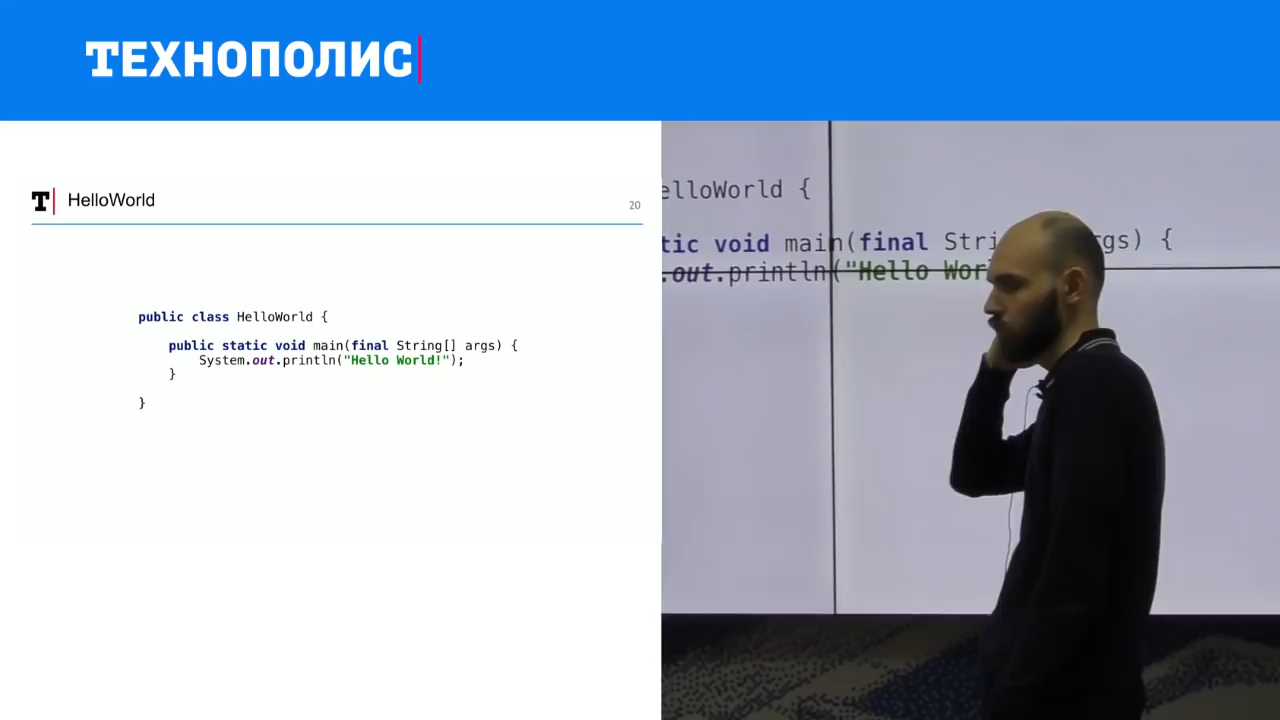 ТЕХНОПОЛИС
T HelloWorld
20
public class HelloWorld {
public static void main(final String[] args) {
System.out.println("Hello World!");
}
}
elloWorld {
tic void main(final Stri gs) {
.out.println("Hello Wor